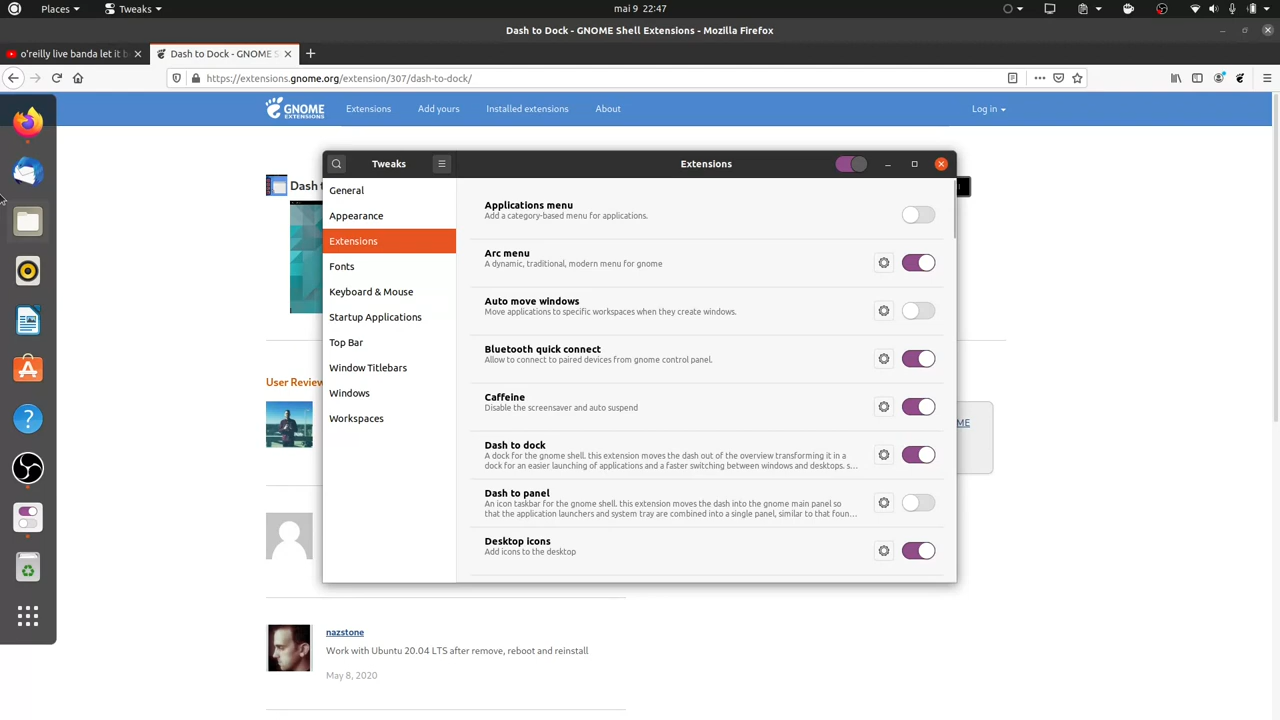 Places
Tweaks
mai 9 22:47
Dash to Dock - GNOME Shell Extensions - Mozilla Firefox
o'reilly live banda let it b
Dash to Dock - GNOME S
https://extensions.gnome.org/extension/307/dash-to-dock/
GNOME EXTENSIONS
Extensions
Add yours
Installed extensions
About
Log in
Dash to
User Review
ME
Tweaks
Extensions
General
Appearance
Extensions
Fonts
Keyboard & Mouse
Startup Applications
Top Bar
Window Titlebars
Windows
Workspaces
Applications menu
Add a category-based menu for applications.
Arc menu
A dynamic, traditional, modern menu for gnome
Auto move windows
Move applications to specific workspaces when they create windows.
Bluetooth quick connect
Allow to connect to paired devices from gnome control panel.
Caffeine
Disable the screensaver and auto suspend
Dash to dock
A dock for the gnome shell. this extension moves the dash out of the overview transforming it in a
dock for an easier launching of applications and a faster switching between windows and desktops. s…
Dash to panel
An icon taskbar for the gnome shell. this extension moves the dash into the gnome main panel so
that the application launchers and system tray are combined into a single panel, similar to that foun…
Desktop icons
Add icons to the desktop
nazstone
Work with Ubuntu 20.04 LTS after remove, reboot and reinstall
May 8, 2020